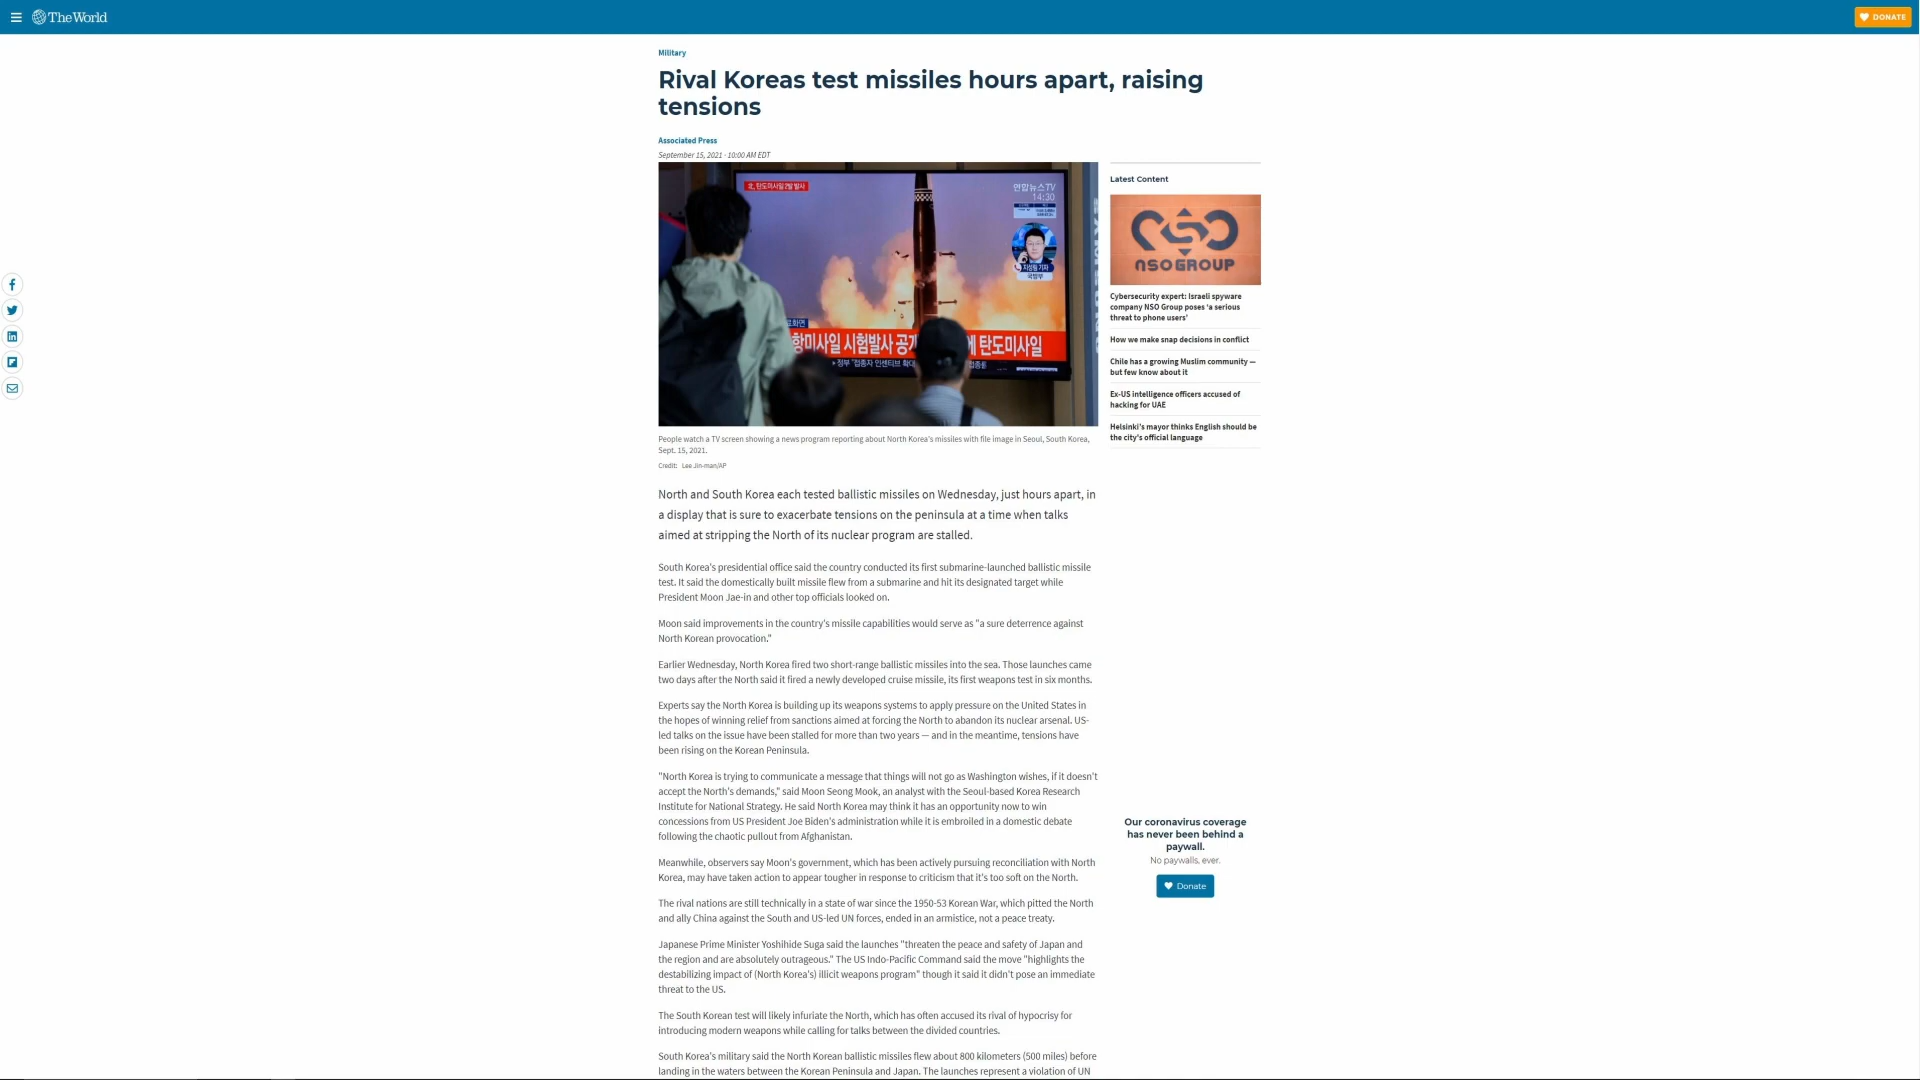 The World
DONATE
Military
Rival Koreas test missiles hours apart, raising
tensions
Associated Press
September 15, 2021 · 10:00 AM EDT
北, 탄도미사일 2발 발사
연합뉴스TV
14:30
지성림 기자
국방부
료화면
항미사일 시험발사 공개
에 탄도미사일
정부 "접종자 인센티브 확대
People watch a TV screen showing a news program reporting about North Korea's missiles with file image in Seoul, South Korea,
Sept. 15, 2021.
Credit: Lee Jin-man/AP
North and South Korea each tested ballistic missiles on Wednesday, just hours apart, in
a display that is sure to exacerbate tensions on the peninsula at a time when talks
aimed at stripping the North of its nuclear program are stalled.
South Korea's presidential office said the country conducted its first submarine-launched ballistic missile
test. It said the domestically built missile flew from a submarine and hit its designated target while
President Moon Jae-in and other top officials looked on.
Moon said improvements in the country's missile capabilities would serve as "a sure deterrence against
North Korean provocation."
Earlier Wednesday, North Korea fired two short-range ballistic missiles into the sea. Those launches came
two days after the North said it fired a newly developed cruise missile, its first weapons test in six months.
Experts say the North Korea is building up its weapons systems to apply pressure on the United States in
the hopes of winning relief from sanctions aimed at forcing the North to abandon its nuclear arsenal. US-
led talks on the issue have been stalled for more than two years — and in the meantime, tensions have
been rising on the Korean Peninsula.
"North Korea is trying to communicate a message that things will not go as Washington wishes, if it doesn't
accept the North's demands," said Moon Seong Mook, an analyst with the Seoul-based Korea Research
Institute for National Strategy. He said North Korea may think it has an opportunity now to win
concessions from US President Joe Biden's administration while it is embroiled in a domestic debate
following the chaotic pullout from Afghanistan.
Meanwhile, observers say Moon's government, which has been actively pursuing reconciliation with North
Korea, may have taken action to appear tougher in response to criticism that it's too soft on the North.
The rival nations are still technically in a state of war since the 1950-53 Korean War, which pitted the North
and ally China against the South and US-led UN forces, ended in an armistice, not a peace treaty.
Japanese Prime Minister Yoshihide Suga said the launches "threaten the peace and safety of Japan and
the region and are absolutely outrageous." The US Indo-Pacific Command said the move "highlights the
destabilizing impact of (North Korea's) illicit weapons program" though it said it didn't pose an immediate
threat to the US.
The South Korean test will likely infuriate the North, which has often accused its rival of hypocrisy for
introducing modern weapons while calling for talks between the divided countries.
South Korea's military said the North Korean ballistic missiles flew about 800 kilometers (500 miles) before
landing in the waters between the Korean Peninsula and Japan. The launches represent a violation of UN
Latest Content
NSO GROUP
Cybersecurity expert: Israeli spyware
company NSO Group poses 'a serious
threat to phone users'
How we make snap decisions in conflict
Chile has a growing Muslim community —
but few know about it
Ex-US intelligence officers accused of
hacking for UAE
Helsinki's mayor thinks English should be
the city's official language
Our coronavirus coverage
has never been behind a
paywall.
No paywalls, ever.
Donate